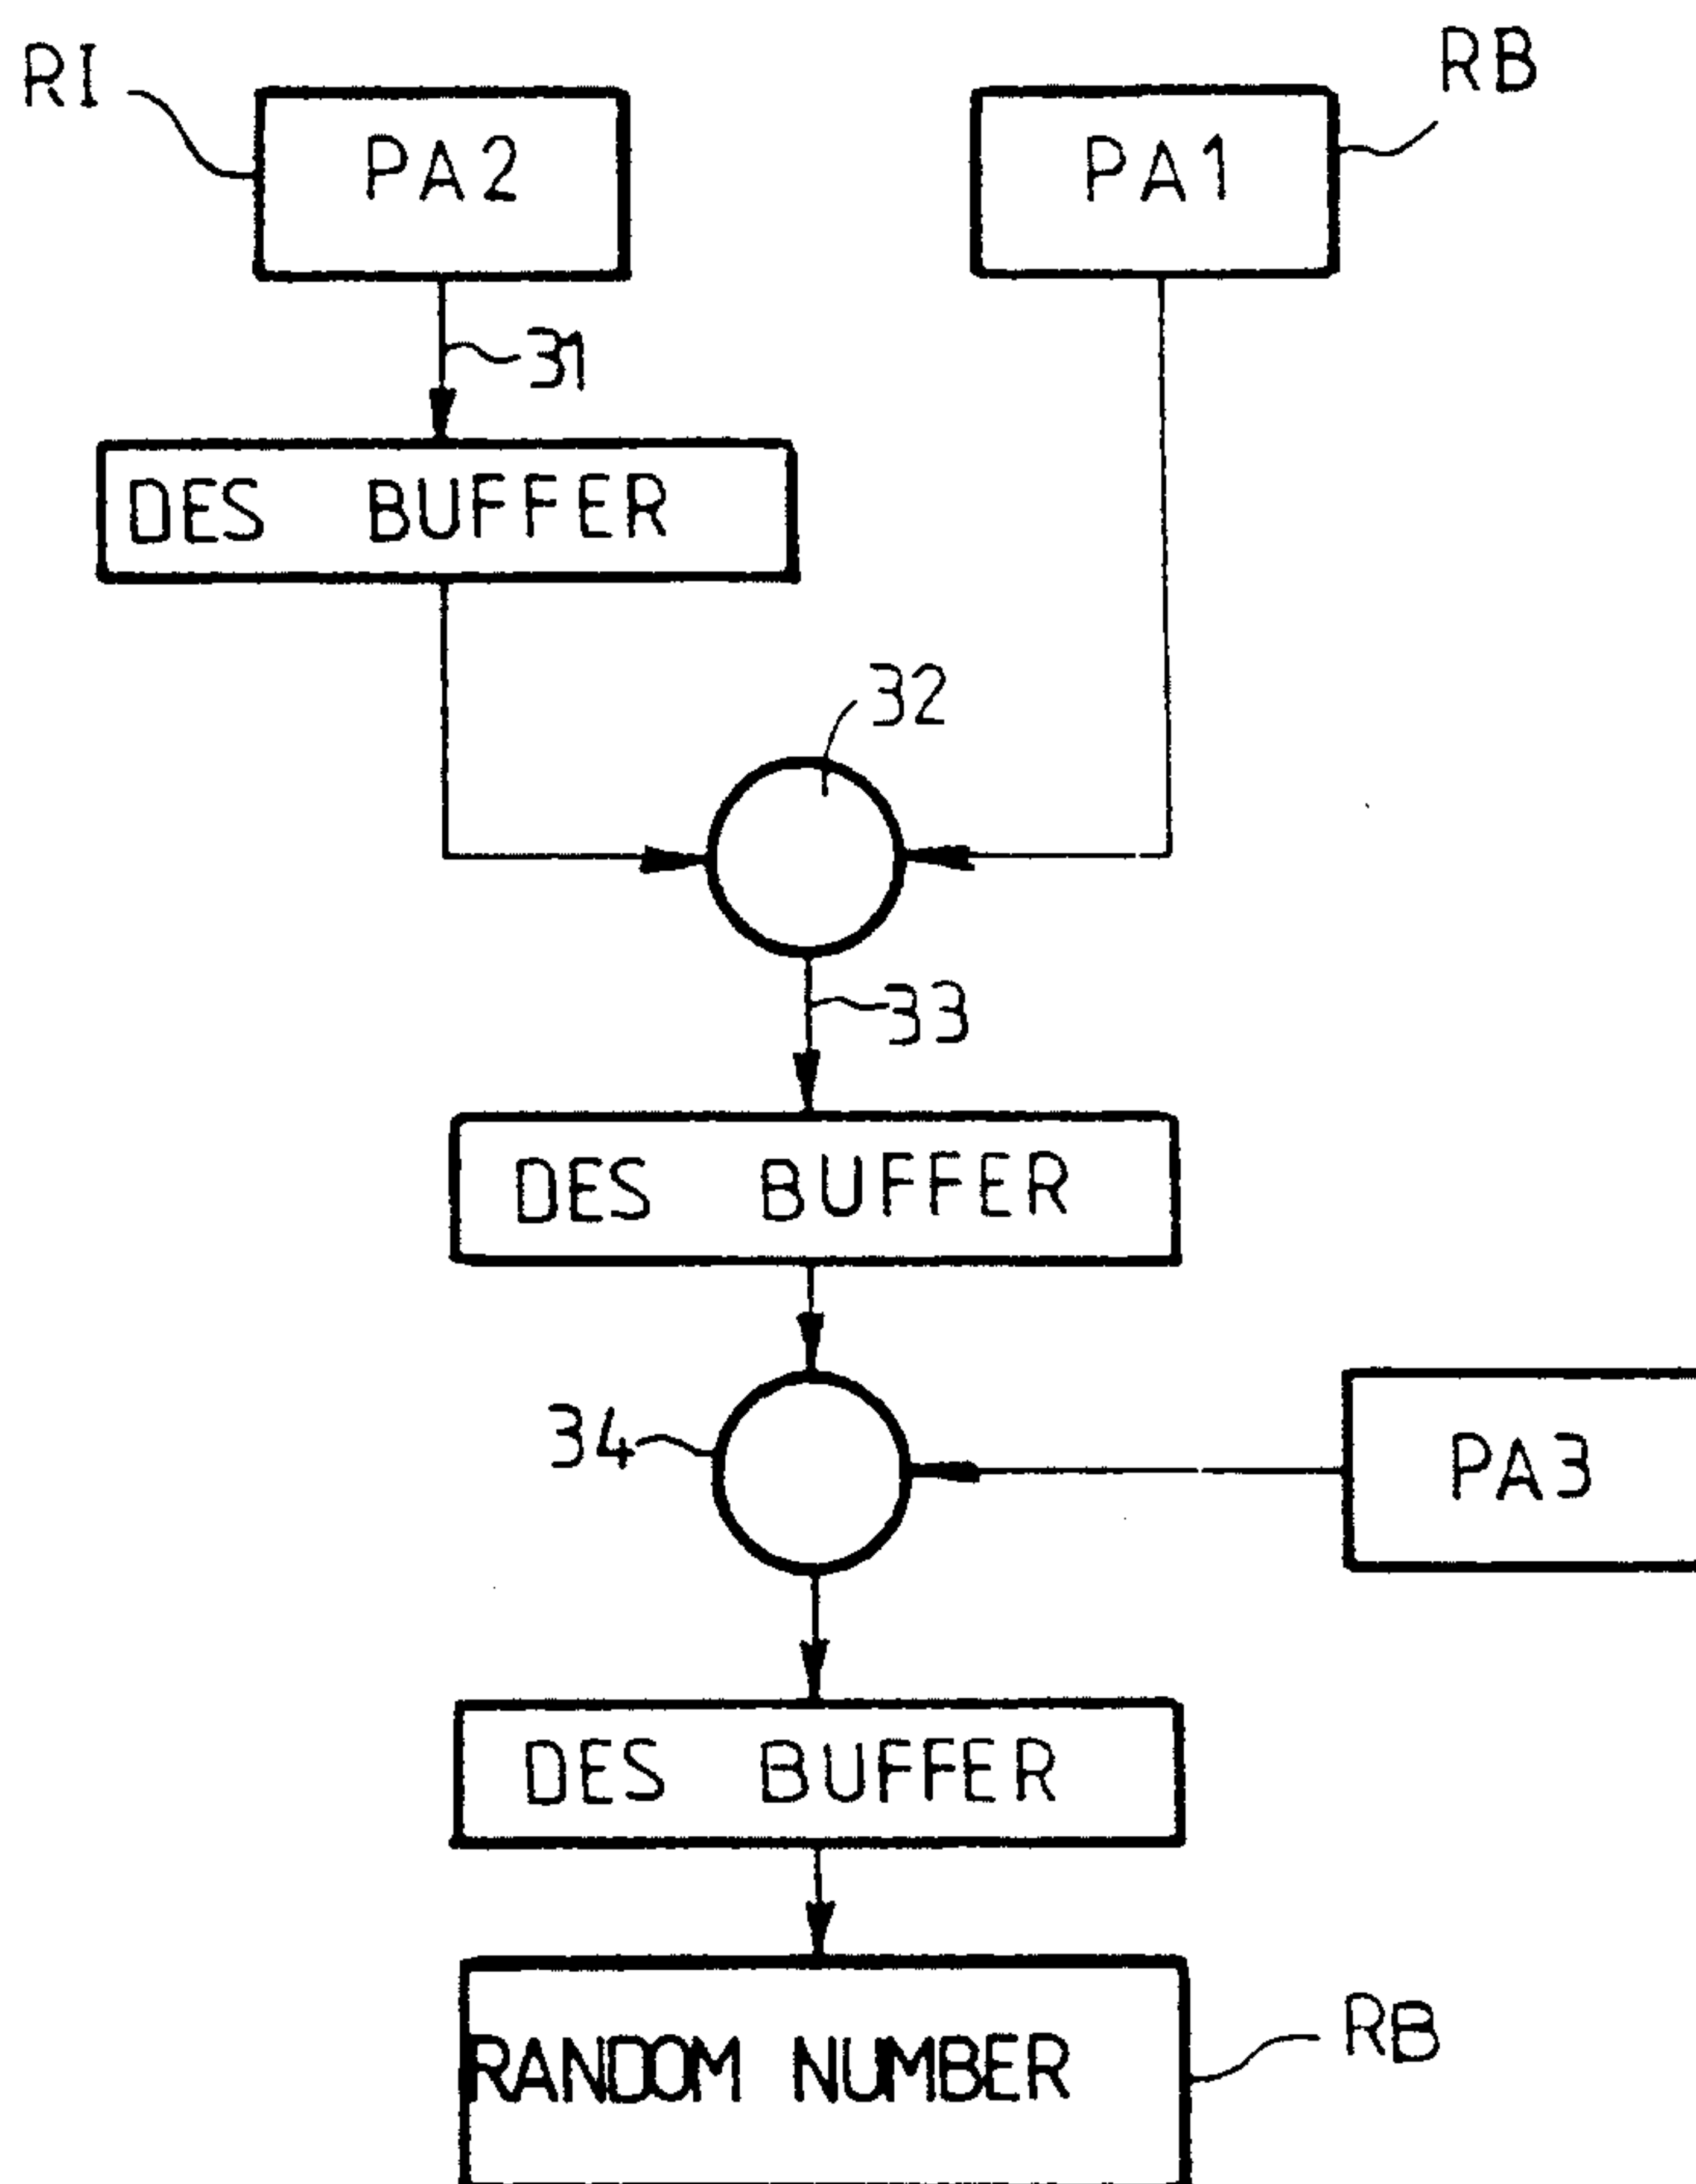 RI
RB
PA2
PA1
31
DES BUFFER
32
33
DES BUFFER
34
PA3
DES BUFFER
RANDOM NUMBER
RB